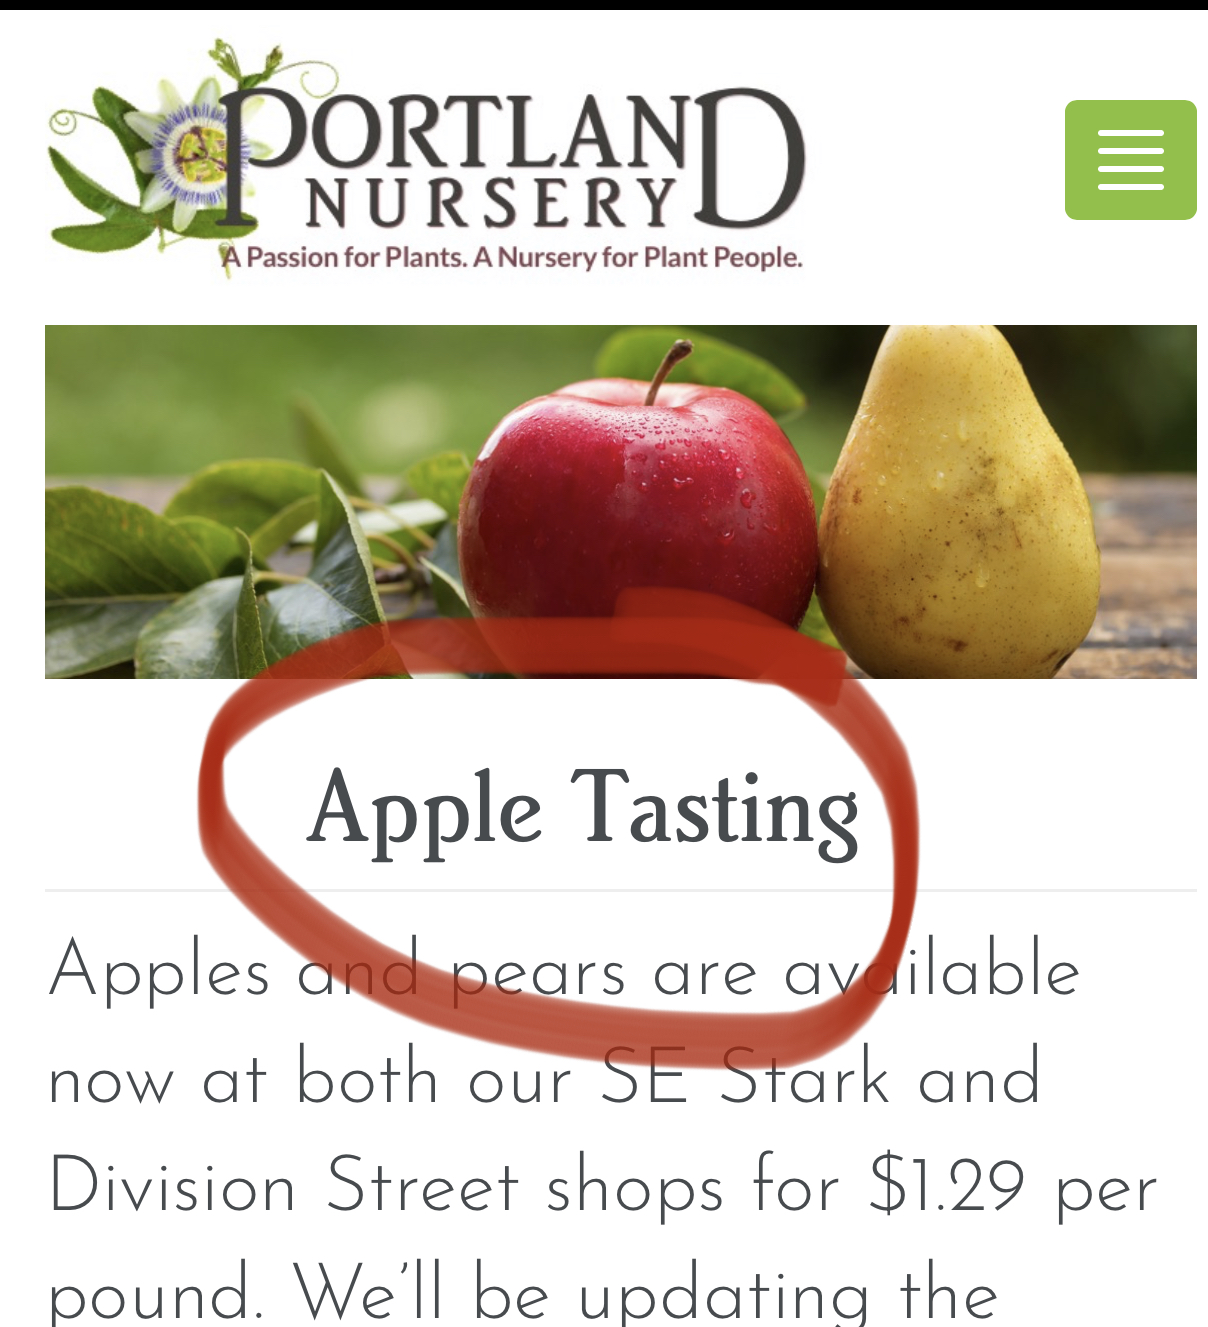 PORTLAND
NURSERY
A Passion for Plants. A Nursery for Plant People.
Apple Tasting
Apples and pears are available
now at both our SE Stark and
Division Street shops for $1.29 per
pound. We’ll be updating the